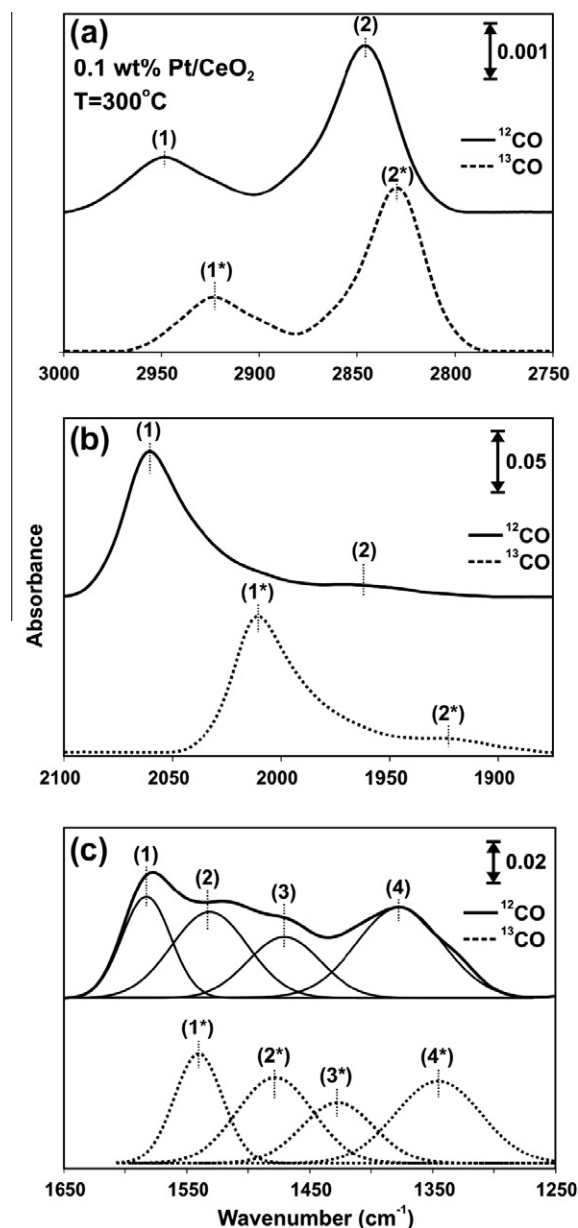 (a)
0.1 wt% Pt/CeO₂
T=300°C
(1)
(2)
0.001
¹²CO
¹³CO
(1*)
(2*)
3000 2950 2900 2850 2800 2750
(b)
(1)
(2)
0.05
¹²CO
¹³CO
(1*)
(2*)
2100 2050 2000 1950 1900
Absorbance
(c)
(1)
(2)
(3)
(4)
0.02
¹²CO
¹³CO
(1*)
(2*)
(3*)
(4*)
1650 1550 1450 1350 1250
Wavenumber (cm⁻¹)